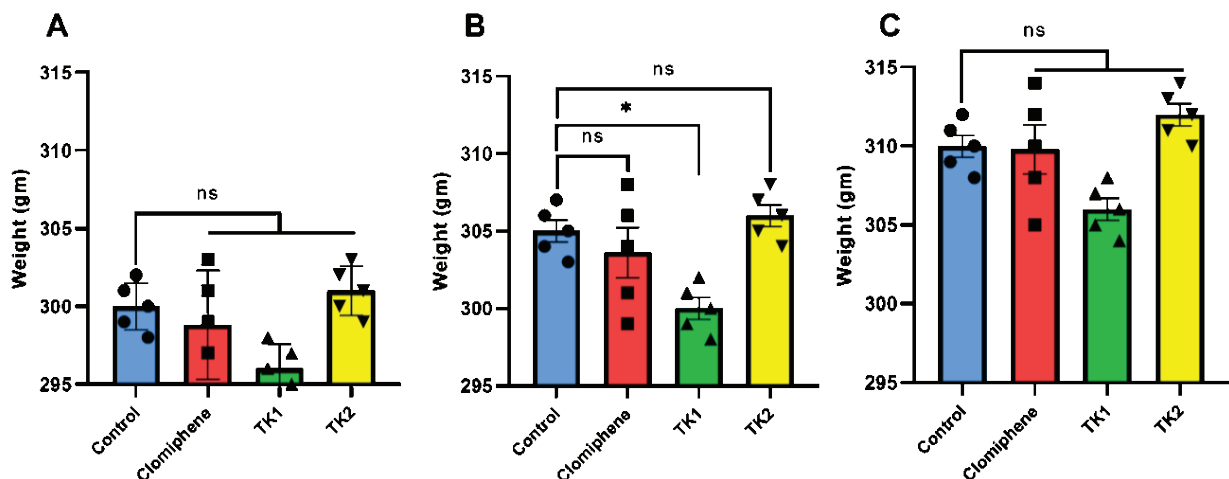 A
ns
315
310
305
300
295
Weight (gm)
Control
Clomiphene
TK1
TK2
B
ns
*
ns
315
310
305
300
295
Weight (gm)
Control
Clomiphene
TK1
TK2
C
ns
315
310
305
300
295
Weight (gm)
Control
Clomiphene
TK1
TK2